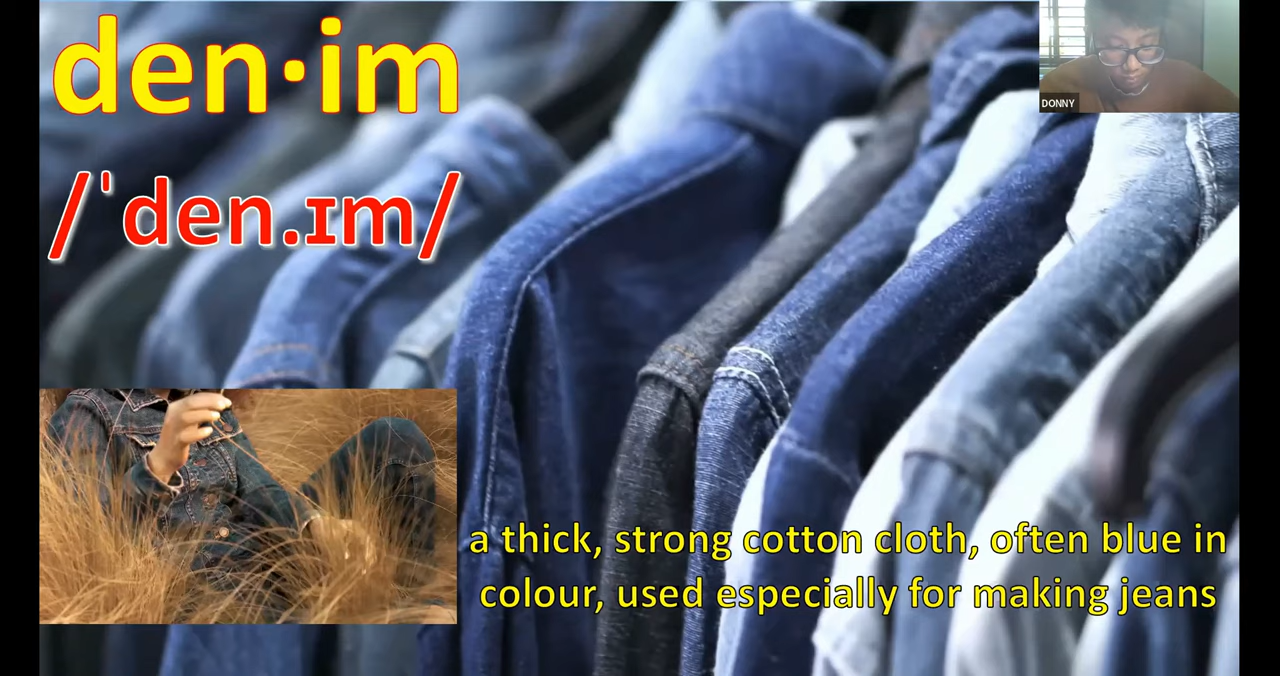 den·im
/ˈden.ɪm/
DONNY
a thick, strong cotton cloth, often blue in
colour, used especially for making jeans